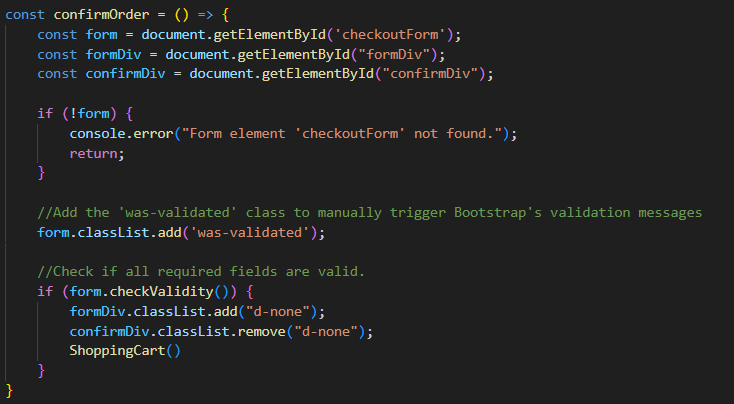 const confirmOrder = () => {
    const form = document.getElementById('checkoutForm');
    const formDiv = document.getElementById("formDiv");
    const confirmDiv = document.getElementById("confirmDiv");

    if (!form) {
        console.error("Form element 'checkoutForm' not found.");
        return;
    }

    //Add the 'was-validated' class to manually trigger Bootstrap's validation messages
    form.classList.add('was-validated');

    //Check if all required fields are valid.
    if (form.checkValidity()) {
        formDiv.classList.add("d-none");
        confirmDiv.classList.remove("d-none");
        ShoppingCart()
    }
}